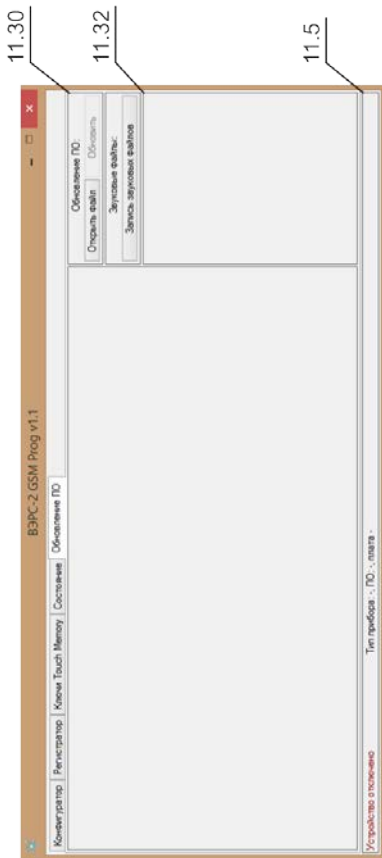 ВЭРС-2 GSM Prog v1.1
Конфигуратор Регистратор Ключи Touch Memory Состояние Обновление ПО
Обновление ПО:
Открыть файл Обновить
Звуковые файлы:
Запись звуковых файлов
Устройство отключено Тип прибора: -, ПО: -, плата -
11.30
11.32
11.5